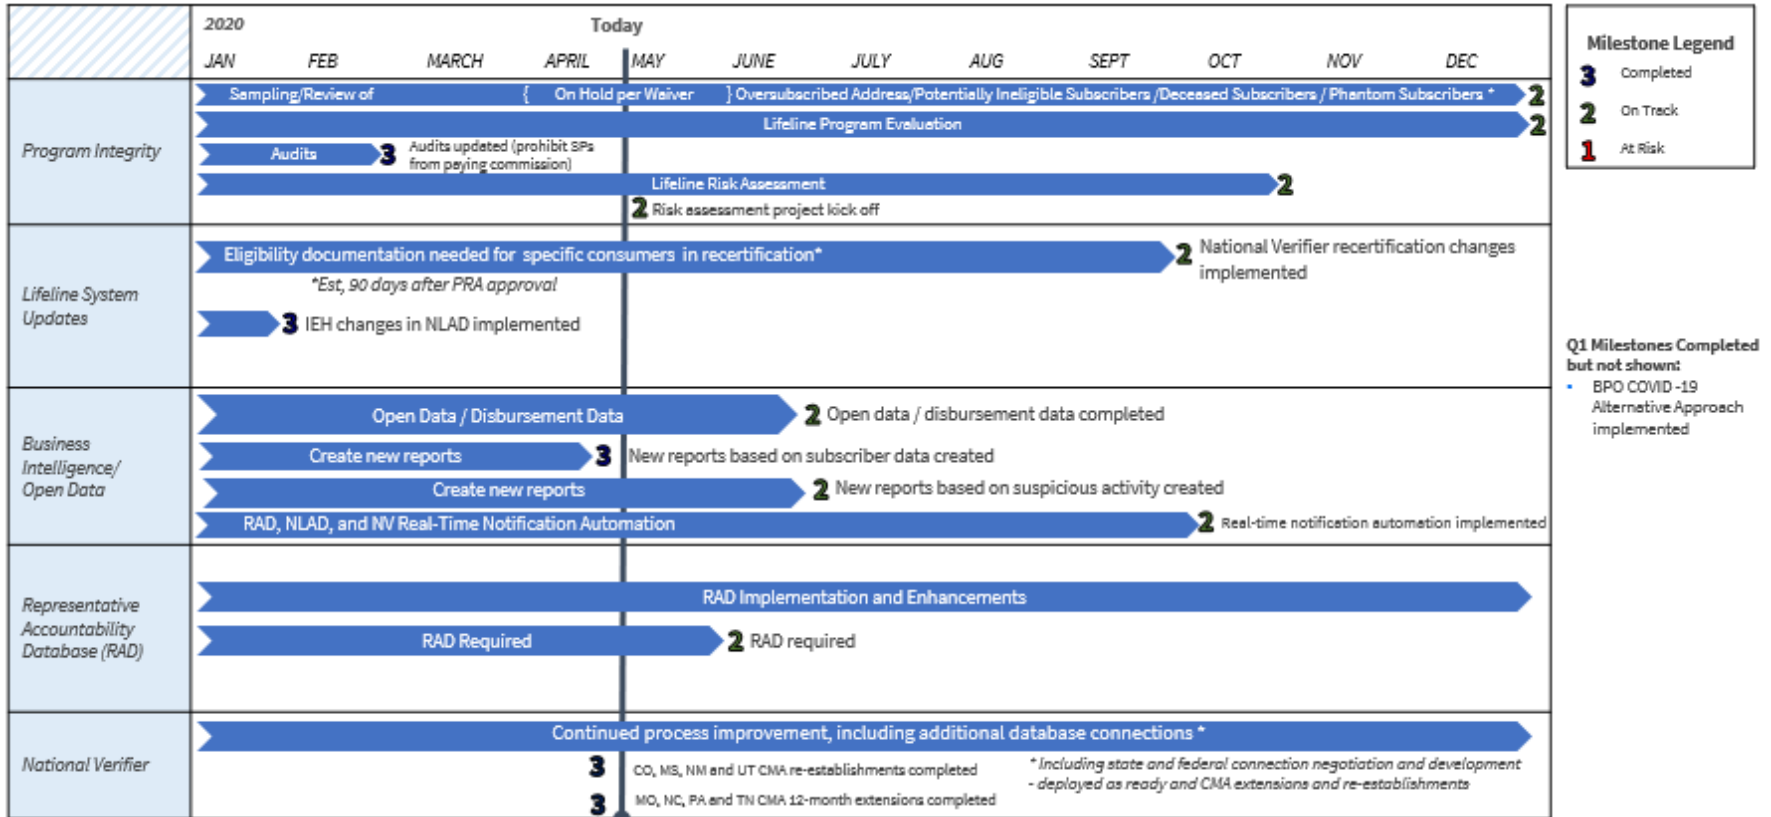 2020
Today
JAN FEB MARCH APRIL MAY JUNE JULY AUG SEPT OCT NOV DEC
Program Integrity
Sampling/Review of { On Hold per Waiver } Oversubscribed Address/Potentially Ineligible Subscribers /Deceased Subscribers / Phantom Subscribers * 2
Lifeline Program Evaluation 2
Audits 3 Audits updated (prohibit SPs
from paying commission)
Lifeline Risk Assessment 2
2 Risk assessment project kick off
Lifeline System
Updates
Eligibility documentation needed for specific consumers in recertification* 2 National Verifier recertification changes
implemented
*Est, 90 days after PRA approval
3 IEH changes in NLAD implemented
Business
Intelligence/
Open Data
Open Data / Disbursement Data 2 Open data / disbursement data completed
Create new reports 3 New reports based on subscriber data created
Create new reports 2 New reports based on suspicious activity created
RAD, NLAD, and NV Real-Time Notification Automation 2 Real-time notification automation implemented
Representative
Accountability
Database (RAD)
RAD Implementation and Enhancements
RAD Required 2 RAD required
National Verifier
Continued process improvement, including additional database connections *
3 CO, MS, NM and UT CMA re-establishments completed
3 MO, NC, PA and TN CMA 12-month extensions completed
* Including state and federal connection negotiation and development
- deployed as ready and CMA extensions and re-establishments
Milestone Legend
3 Completed
2 On Track
1 At Risk
Q1 Milestones Completed
but not shown:
• BPO COVID -19
Alternative Approach
implemented